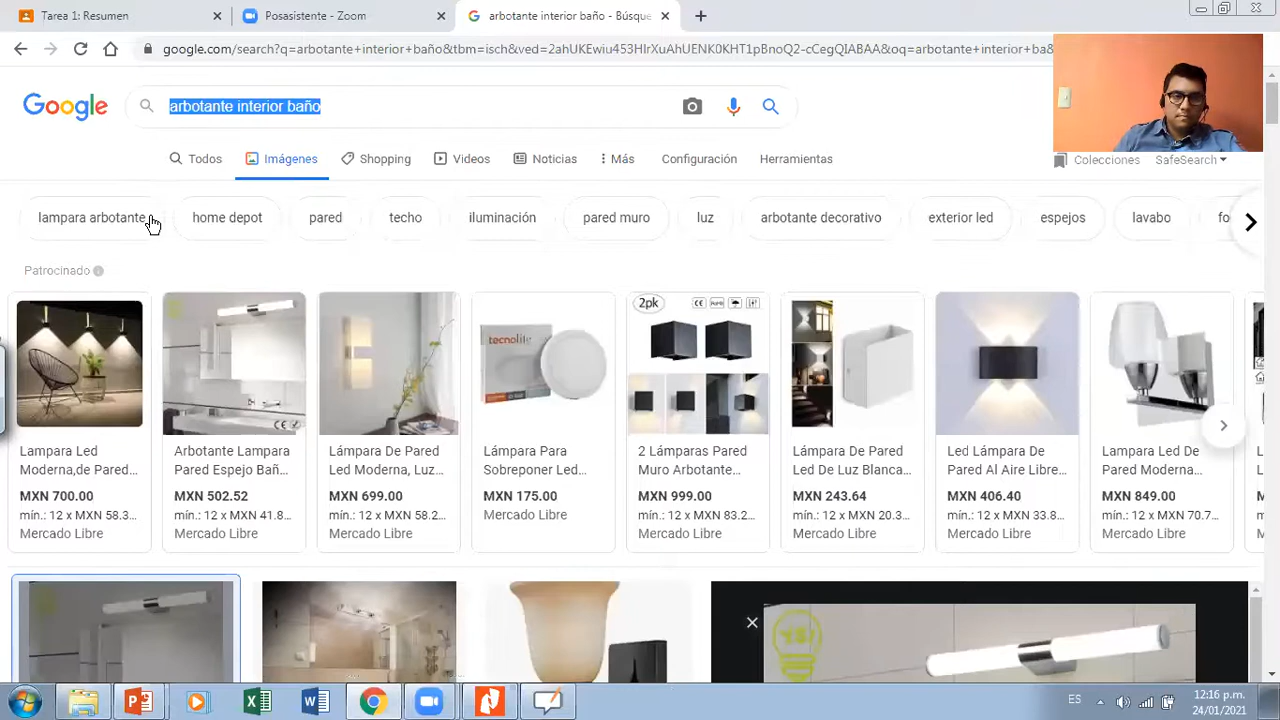 Tarea 1: Resumen
Posasistente - Zoom
arbotante interior baño - Búsque
google.com/search?q=arbotante+interior+baño&tbm=isch&ved=2ahUKEwiu453HIrXuAhUENK0KHT1pBnoQ2-cCegQIABAA&oq=arbotante+interior+ba&
Google
arbotante interior baño
Todos
Imágenes
Shopping
Videos
Noticias
Más
Configuración
Herramientas
Colecciones
SafeSearch
lampara arbotante
home depot
pared
techo
iluminación
pared muro
luz
arbotante decorativo
exterior led
espejos
lavabo
fo
Patrocinado
tecnolite
2pk
Lampara Led
Moderna,de Pared...
MXN 700.00
mín.: 12 x MXN 58.3...
Mercado Libre
Arbotante Lampara
Pared Espejo Bañ...
MXN 502.52
mín.: 12 x MXN 41.8...
Mercado Libre
Lámpara De Pared
Led Moderna, Luz...
MXN 699.00
mín.: 12 x MXN 58.2...
Mercado Libre
Lámpara Para
Sobreponer Led...
MXN 175.00
Mercado Libre
2 Lámparas Pared
Muro Arbotante...
MXN 999.00
mín.: 12 x MXN 83.2...
Mercado Libre
Lámpara De Pared
Led De Luz Blanca...
MXN 243.64
mín.: 12 x MXN 20.3...
Mercado Libre
Led Lámpara De
Pared Al Aire Libre...
MXN 406.40
mín.: 12 x MXN 33.8...
Mercado Libre
Lampara Led De
Pared Moderna...
MXN 849.00
mín.: 12 x MXN 70.7...
Mercado Libre
ES
12:16 p.m.
24/01/2021